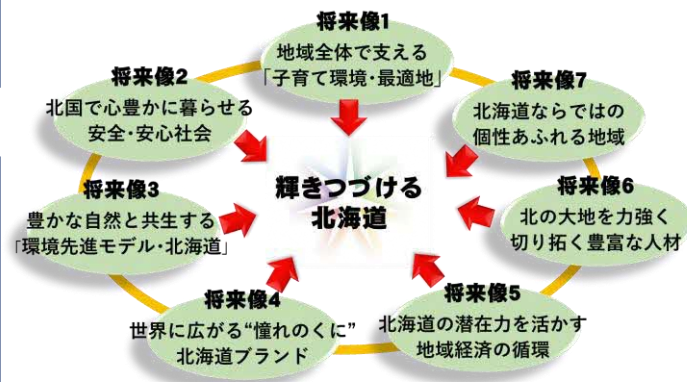 将来像1
地域全体で支える
「子育て環境・最適地」
将来像2
北国で心豊かに暮らせる
安全・安心社会
将来像3
豊かな自然と共生する
「環境先進モデル・北海道」
将来像4
世界に広がる“憧れのくに”
北海道ブランド
将来像5
北海道の潜在力を活かす
地域経済の循環
将来像6
北の大地を力強く
切り拓く豊富な人材
将来像7
北海道ならではの
個性あふれる地域
輝きつづける
北海道